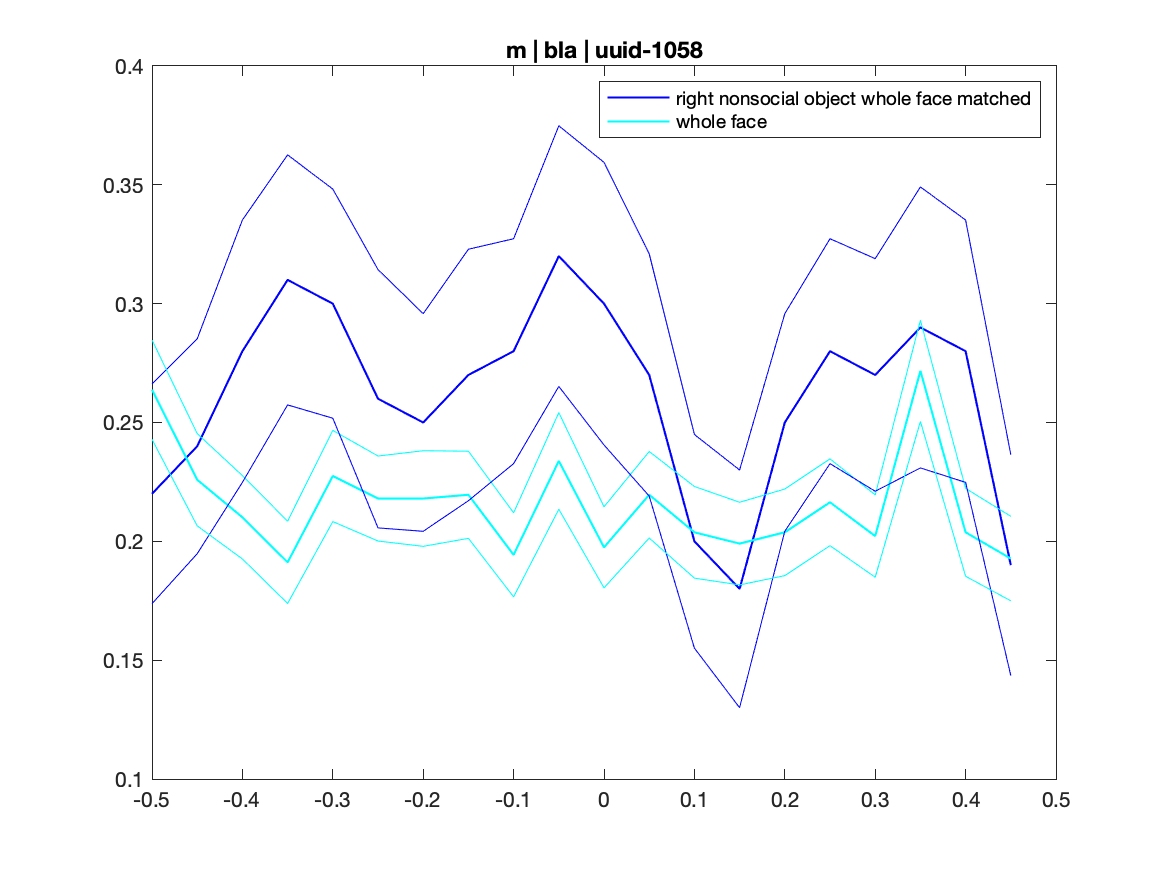 m | bla | uuid-1058
right nonsocial object whole face matched
whole face
0.4
0.35
0.3
0.25
0.2
0.15
0.1
-0.5 -0.4 -0.3 -0.2 -0.1 0 0.1 0.2 0.3 0.4 0.5